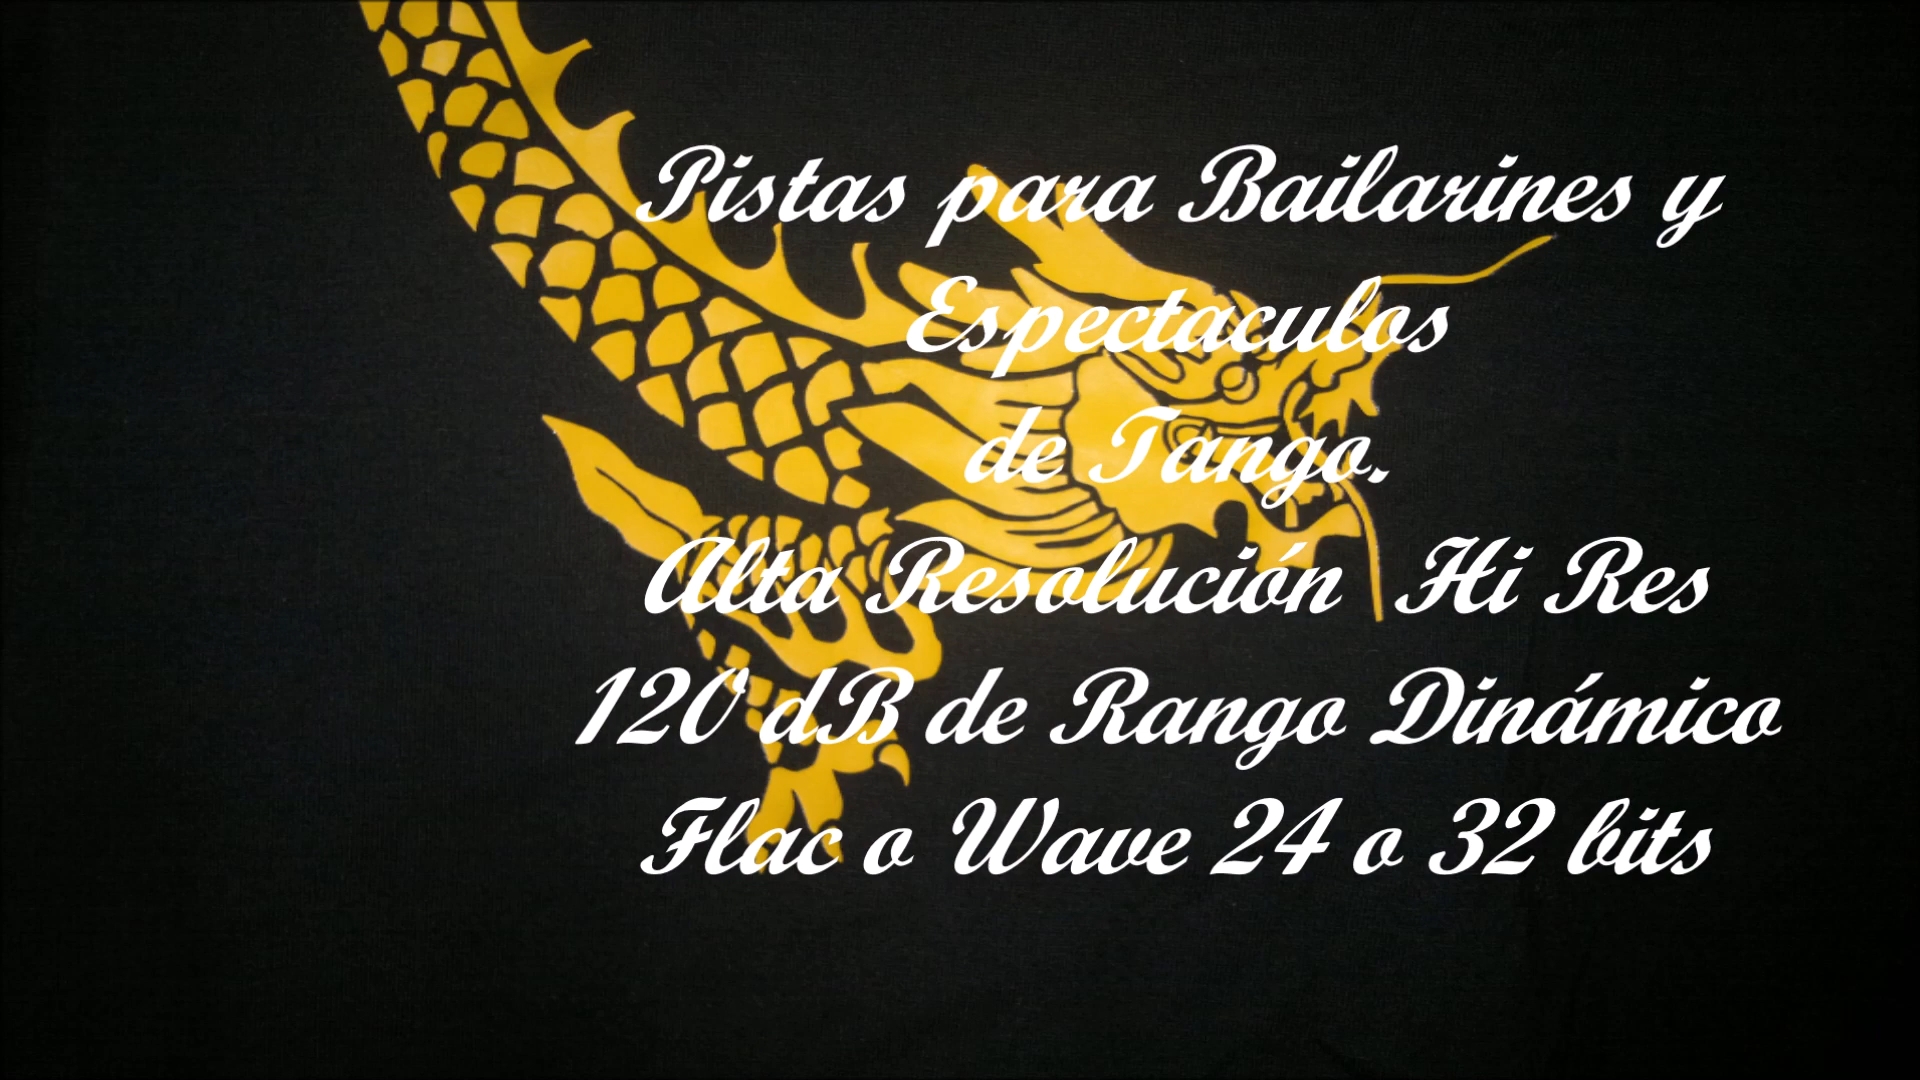 Pistas para Bailarines y
Espectaculos
de Tango.
Alta Resolución Hi Res
120 dB de Rango Dinámico
Flac o Wave 24 o 32 bits